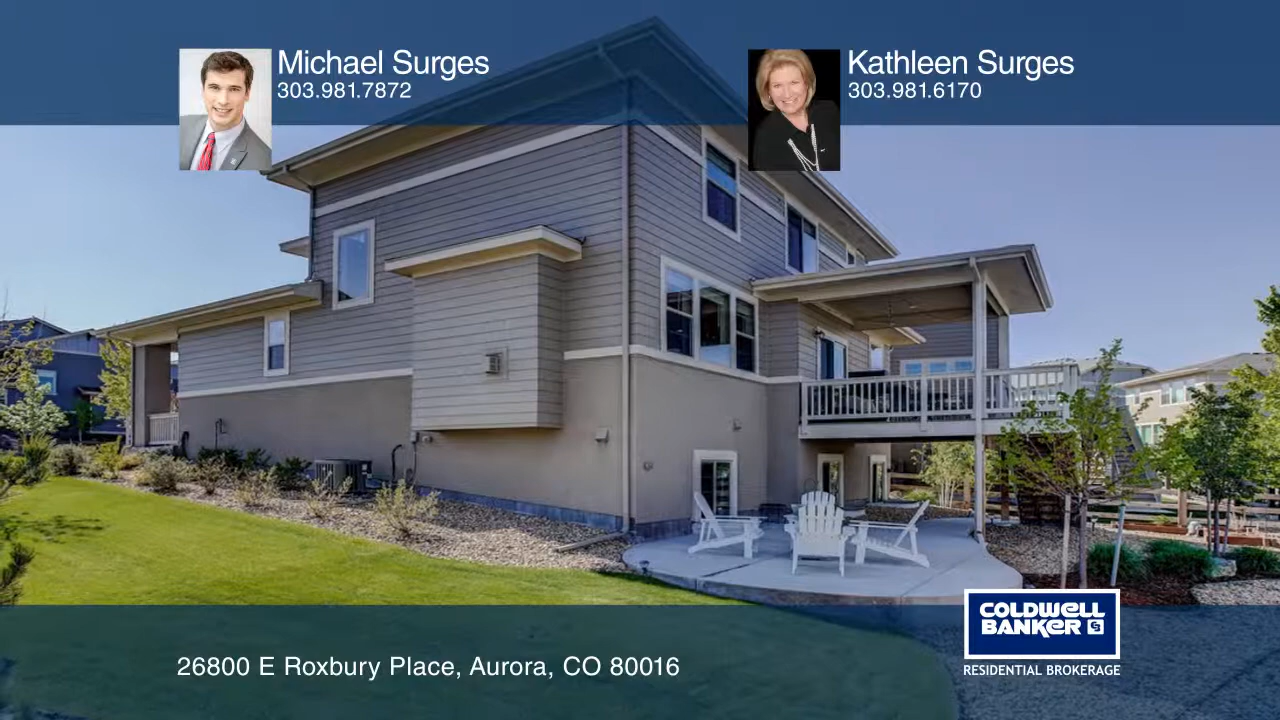 Michael Surges
303.981.7872
Kathleen Surges
303.981.6170
26800 E Roxbury Place, Aurora, CO 80016
COLDWELL
BANKER CB
RESIDENTIAL BROKERAGE